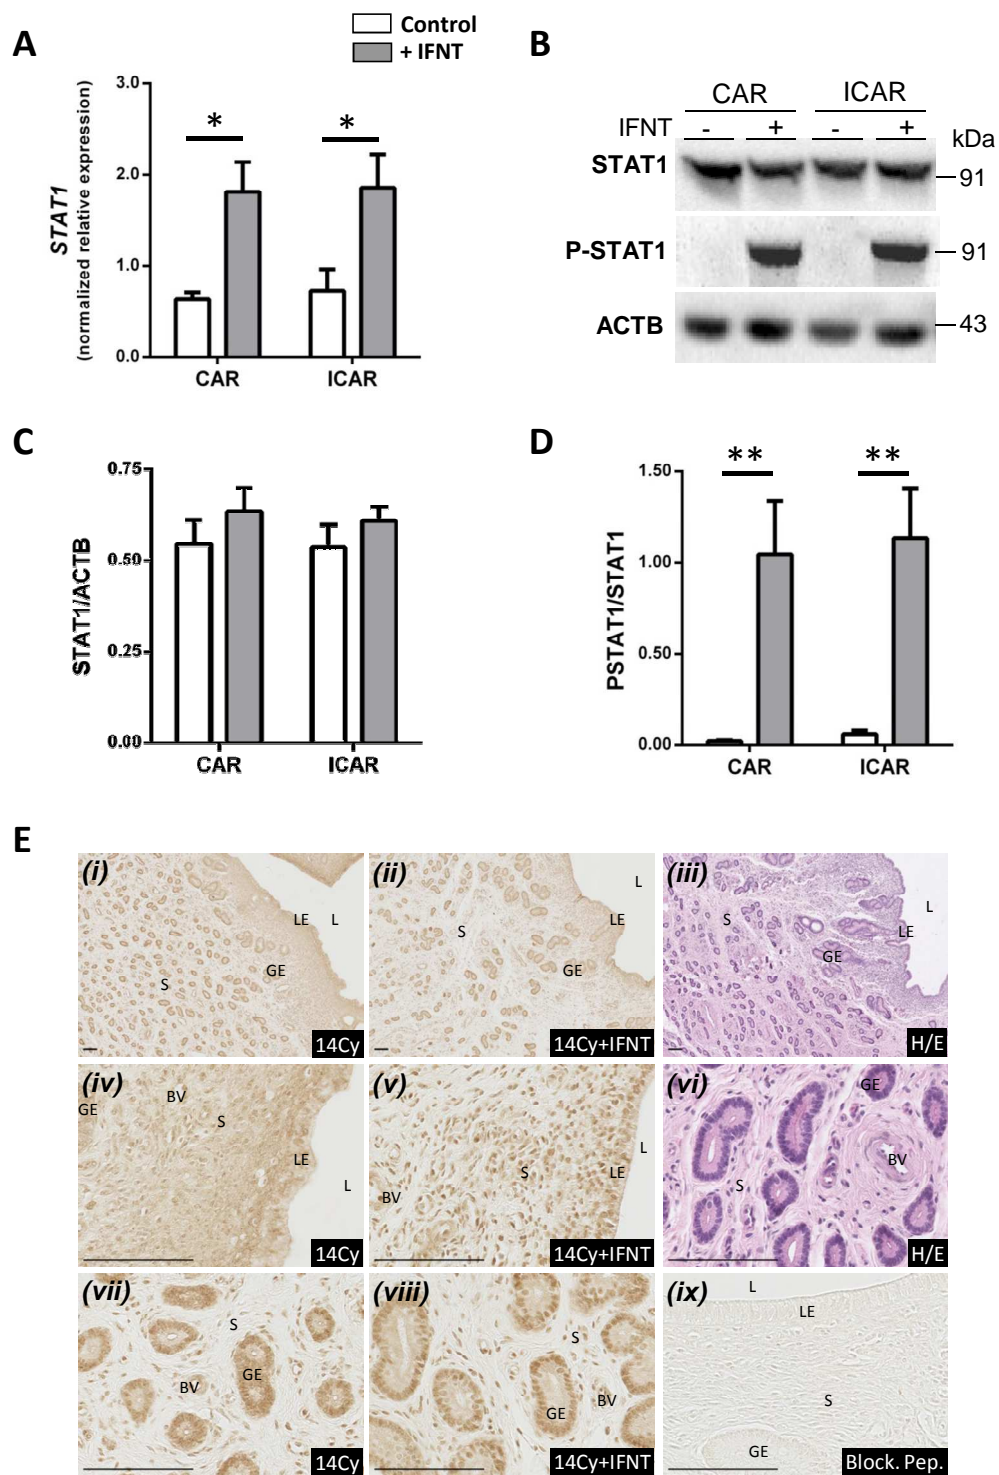 A
Control
+ IFNT
STAT1
(normalized relative expression)
3.0
2.0
1.0
0.0
*
*
CAR
ICAR
B
CAR
ICAR
IFNT
-
+
-
+
kDa
STAT1
91
P-STAT1
91
ACTB
43
C
STAT1/ACTB
0.75
0.50
0.25
0.00
CAR
ICAR
D
PSTAT1/STAT1
1.50
1.00
0.50
0.00
**
**
CAR
ICAR
E
(i)
LE
L
S
GE
14Cy
(ii)
L
LE
S
GE
14Cy+IFNT
(iii)
L
S
LE
GE
H/E
(iv)
BV
GE
S
LE
L
14Cy
(v)
L
S
LE
BV
14Cy+IFNT
(vi)
GE
BV
S
H/E
(vii)
S
GE
BV
14Cy
(viii)
S
BV
GE
14Cy+IFNT
(ix)
L
LE
S
GE
Block. Pep.